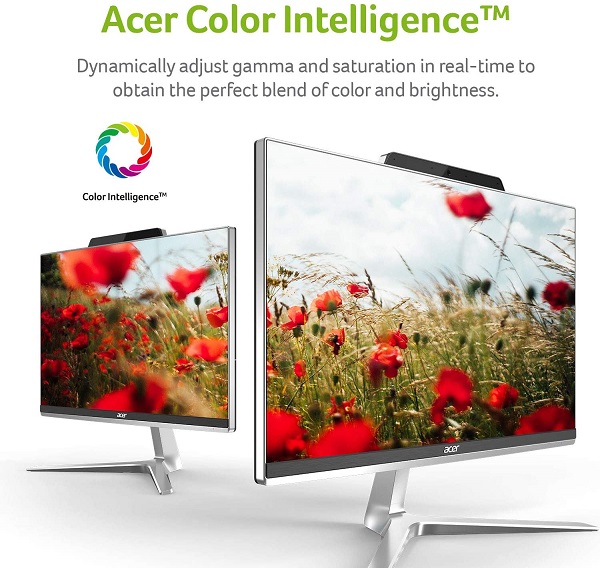 Acer Color Intelligence™
Dynamically adjust gamma and saturation in real-time to
obtain the perfect blend of color and brightness.
Color Intelligence™
acer
acer